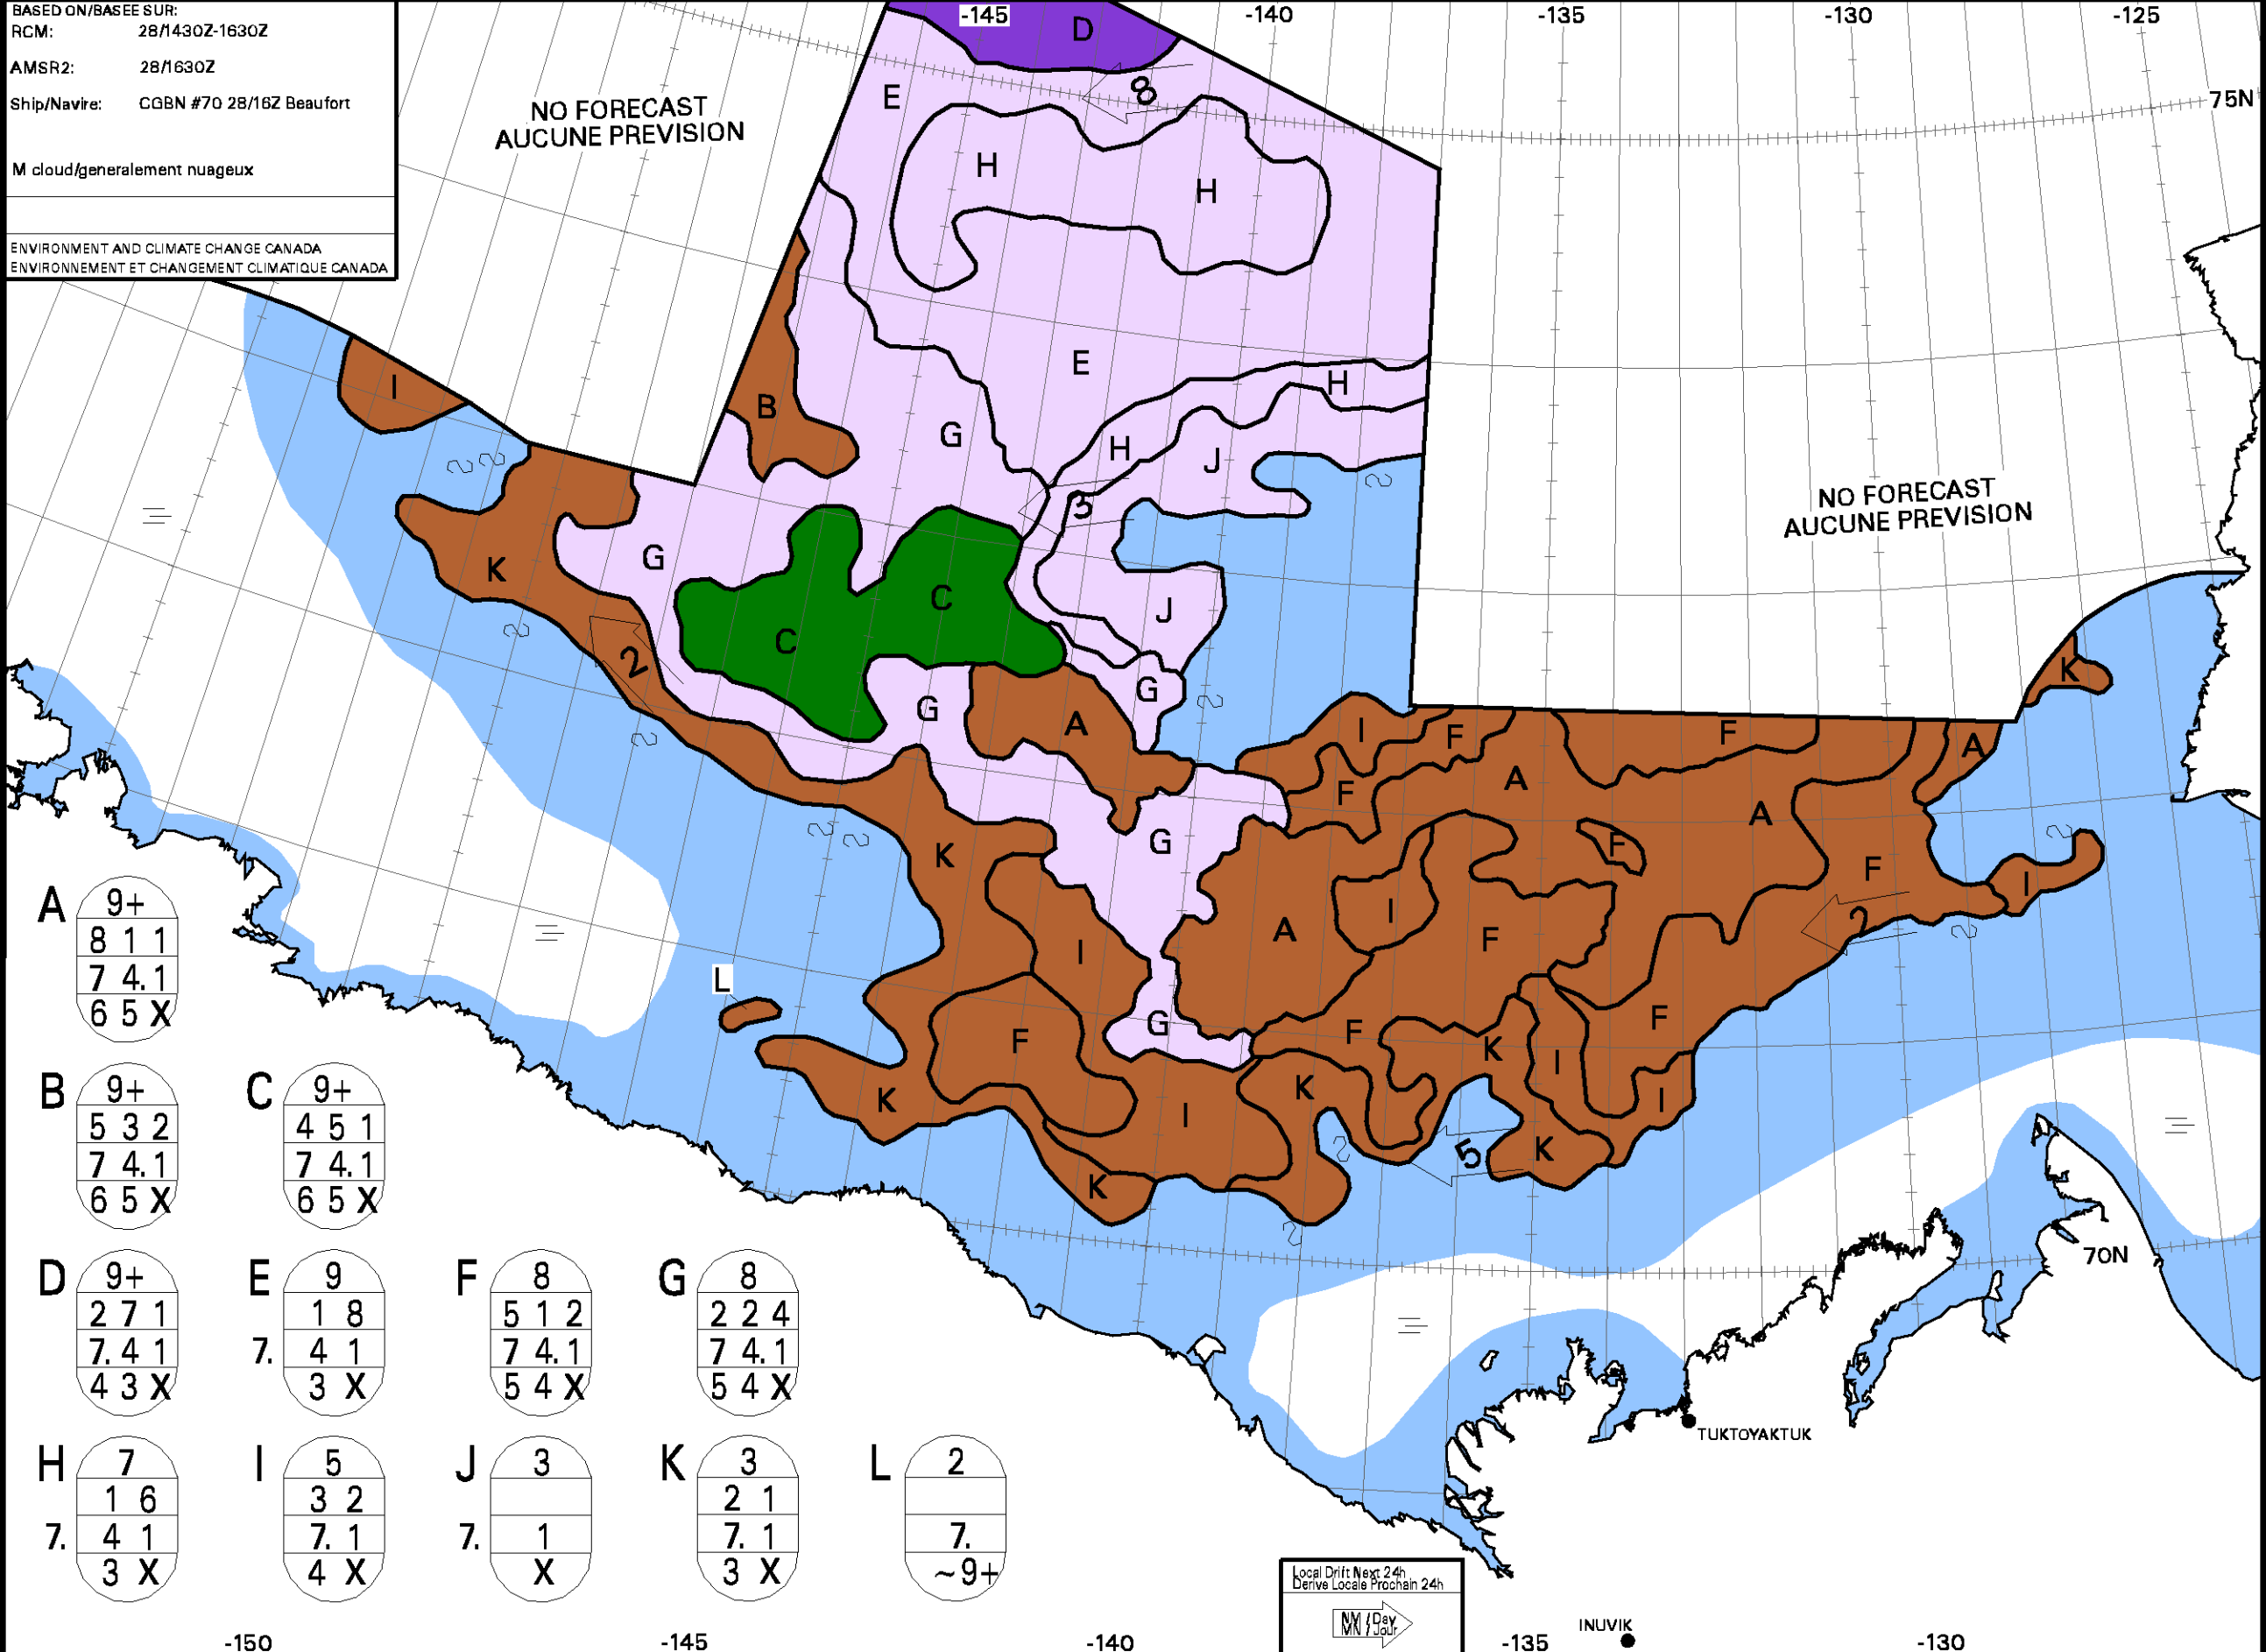 BASED ON/BASEE SUR:
RCM: 28/1430Z-1630Z
AMSR2: 28/1630Z
Ship/Navire: CGBN #70 28/16Z Beaufort
M cloud/generalement nuageux
ENVIRONMENT AND CLIMATE CHANGE CANADA
ENVIRONNEMENT ET CHANGEMENT CLIMATIQUE CANADA
-145 -140 -135 -130 -125
D
E
8
75N
NO FORECAST
AUCUNE PREVISION
H
H
E
H
I
B
G
H
J
3
NO FORECAST
AUCUNE PREVISION
K
G
C
C
J
2
G
K
G
A
I
F
F
A
F
A
A
K
G
F
F
I
A
I
F
2
I
L
G
F
F
F
K
I
K
K
I
I
5
K
K
70N
A
9+
8 1 1
7 4. 1
6 5 X
B
9+
5 3 2
7 4. 1
6 5 X
C
9+
4 5 1
7 4. 1
6 5 X
D
9+
2 7 1
7. 4 1
4 3 X
E
9
1 8
7. 4 1
3 X
F
8
5 1 2
7 4. 1
5 4 X
G
8
2 2 4
7 4. 1
5 4 X
H
7
1 6
7. 4 1
3 X
I
5
3 2
7. 1
4 X
J
3
7. 1
X
K
3
2 1
7. 1
3 X
L
2
7.
~9+
TUKTOYAKTUK
Local Drift Next 24h
Derive Locale Prochain 24h
NM / Day
MN / Jour
INUVIK
-150 -145 -140 -135 -130